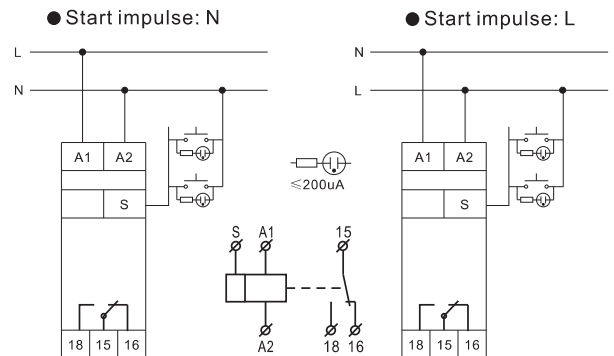 ● Start impulse: N
L
N
A1 A2
S
18 15 16
≤200uA
S A1 15
A2 18 16
● Start impulse: L
N
L
A1 A2
S
18 15 16